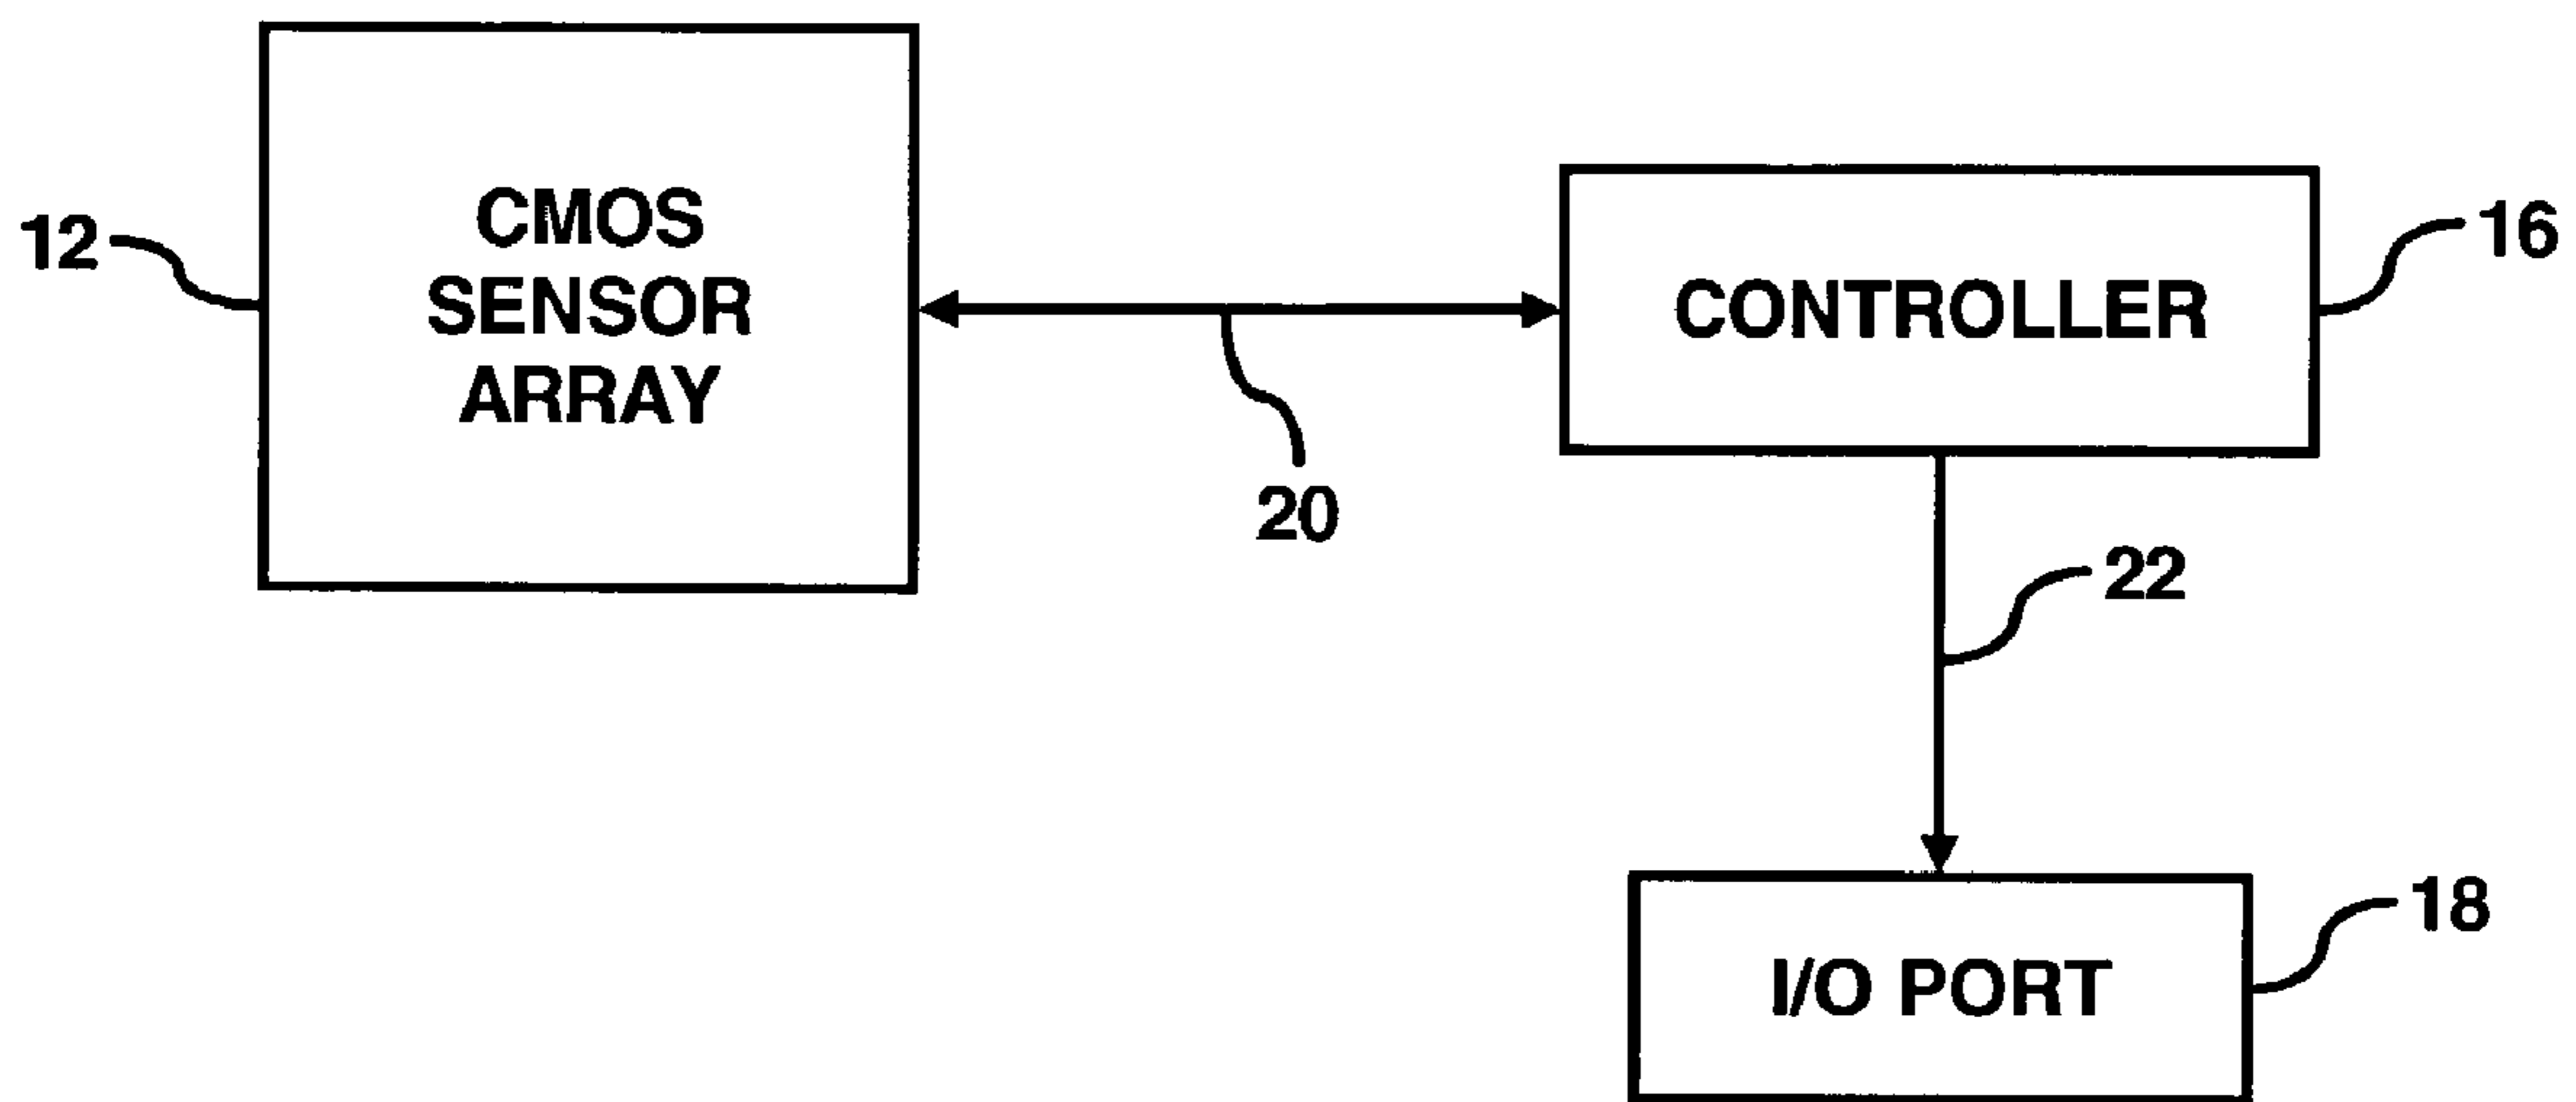 12
CMOS
SENSOR
ARRAY
20
CONTROLLER
16
22
I/O PORT
18